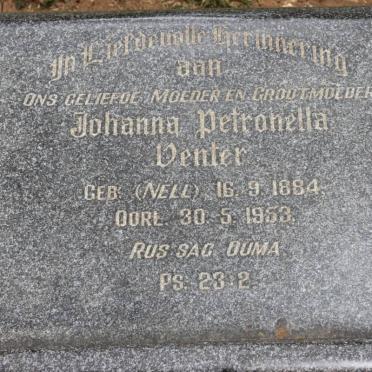 In Liefdevolle Herinnering
aan
ONS GELIEFDE MOEDER EN GROOTMOEDER
Johanna Petronella
Venter
GEB. (NELL) 16. 9. 1884.
OORL. 30. 5. 1953.
RUS SAG OUMA
PS. 23:2.